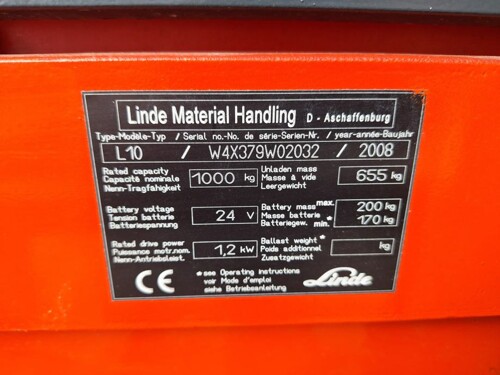 Linde Material Handling D - Aschaffenburg
Type-Modèle-Typ / Serial no.-No. de série-Serien-Nr. / year-année-Baujahr
L10 / W4X379W02032 / 2008
Rated capacity
Capacité nominale
Nenn-Tragfähigkeit
1000 kg
Unladen mass
Masse à vide
Leergewicht
655 kg
Battery voltage
Tension batterie
Batteriespannung
24 V
Battery mass max.
Masse batterie *
Batteriegew. min.
200 kg
170 kg
Rated drive power
Puissance motr.nom.
Nenn-Antriebsleist.
1,2 kW
Ballast weight *
Poids additionnel
Zusatzgewicht
kg
CE
* see Operating instructions
voir Mode d'emploi
siehe Betriebsanleitung
Linde